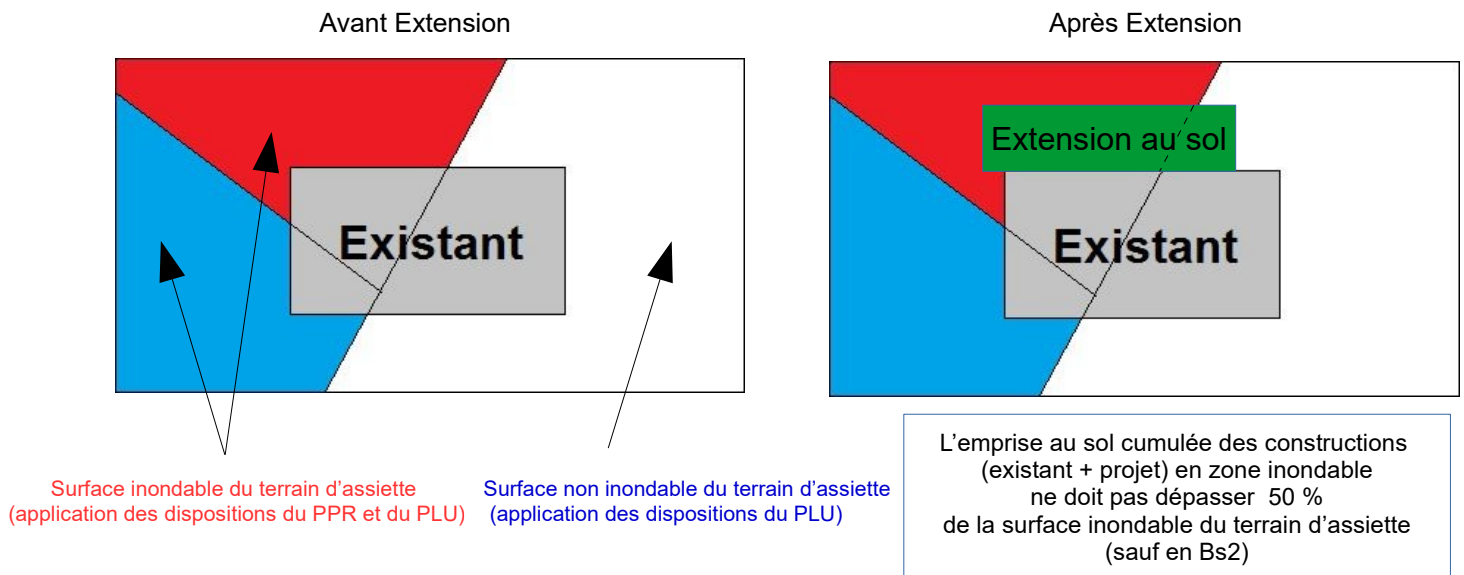 Avant Extension
Après Extension
Existant
Extension au sol
Existant
Surface inondable du terrain d'assiette
(application des dispositions du PPR et du PLU)
Surface non inondable du terrain d'assiette
(application des dispositions du PLU)
L'emprise au sol cumulée des constructions
(existant + projet) en zone inondable
ne doit pas dépasser 50 %
de la surface inondable du terrain d'assiette
(sauf en Bs2)